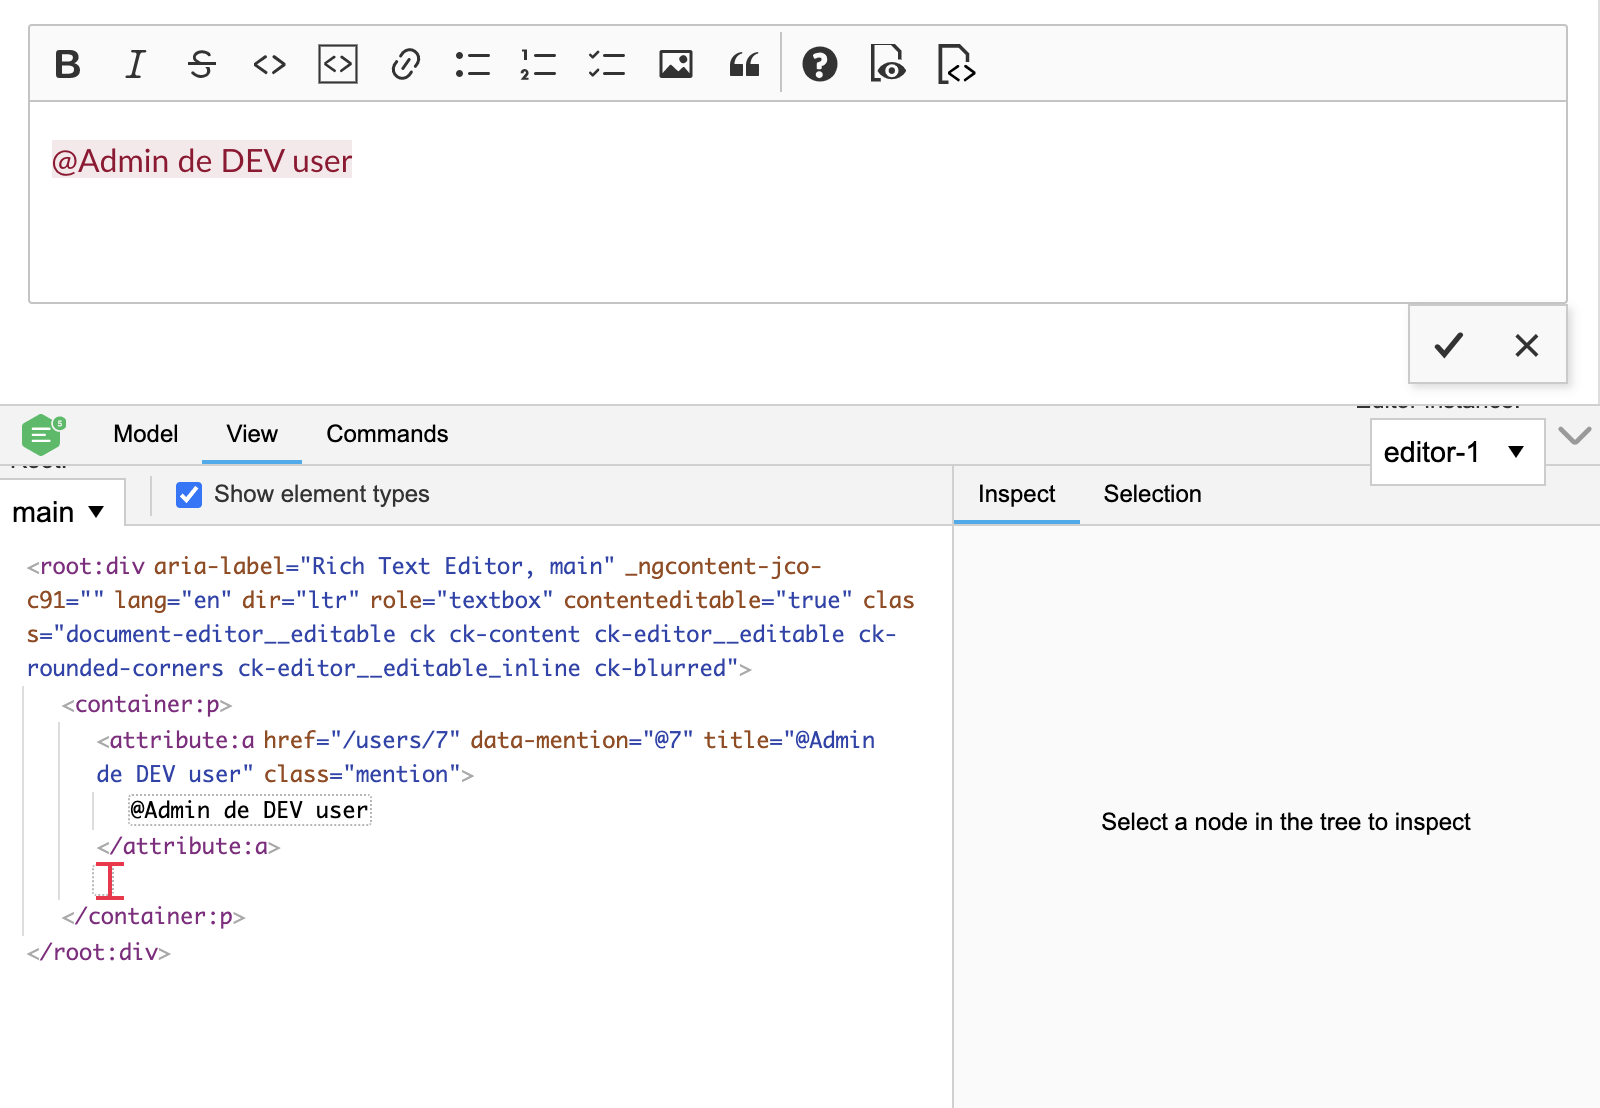 @Admin de DEV user
Model View Commands
editor-1
main
Show element types
Inspect Selection
<root:div aria-label="Rich Text Editor, main" _ngcontent-jco-
c91="" lang="en" dir="ltr" role="textbox" contenteditable="true" clas
s="document-editor__editable ck ck-content ck-editor__editable ck-
rounded-corners ck-editor__editable_inline ck-blurred">
<container:p>
<attribute:a href="/users/7" data-mention="@7" title="@Admin
de DEV user" class="mention">
@Admin de DEV user
</attribute:a>
</container:p>
</root:div>
Select a node in the tree to inspect